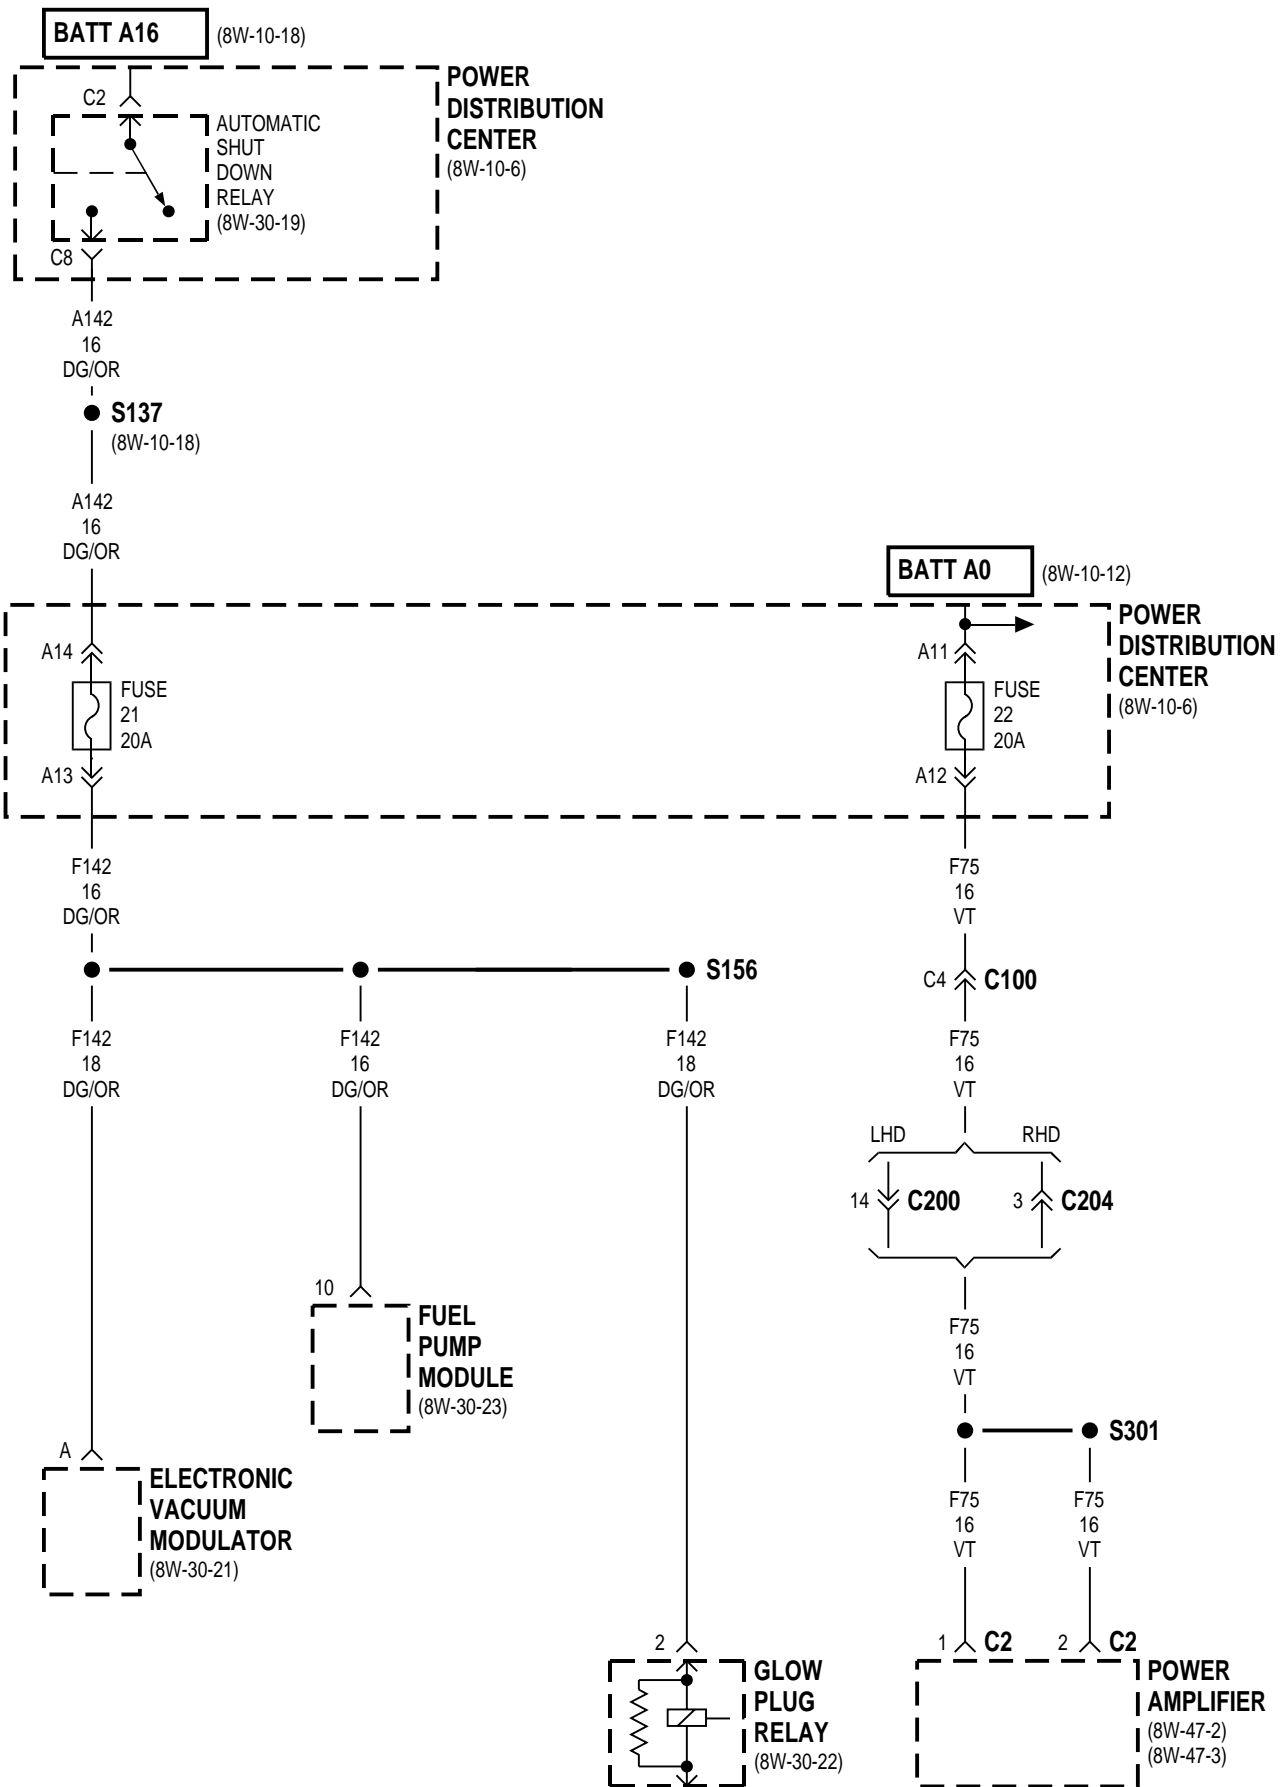 BATT A16 (8W-10-18)
POWER
DISTRIBUTION
CENTER
(8W-10-6)
C2
AUTOMATIC
SHUT
DOWN
RELAY
(8W-30-19)
C8
A142
16
DG/OR
S137
(8W-10-18)
A142
16
DG/OR
BATT A0 (8W-10-12)
POWER
DISTRIBUTION
CENTER
(8W-10-6)
A14
FUSE
21
20A
A13
A11
FUSE
22
20A
A12
F142
16
DG/OR
F75
16
VT
S156
C4 C100
F142
18
DG/OR
F142
16
DG/OR
F142
18
DG/OR
F75
16
VT
LHD RHD
14 C200 3 C204
10
FUEL
PUMP
MODULE
(8W-30-23)
F75
16
VT
S301
A
ELECTRONIC
VACUUM
MODULATOR
(8W-30-21)
F75
16
VT
F75
16
VT
2
GLOW
PLUG
RELAY
(8W-30-22)
1 C2 2 C2
POWER
AMPLIFIER
(8W-47-2)
(8W-47-3)